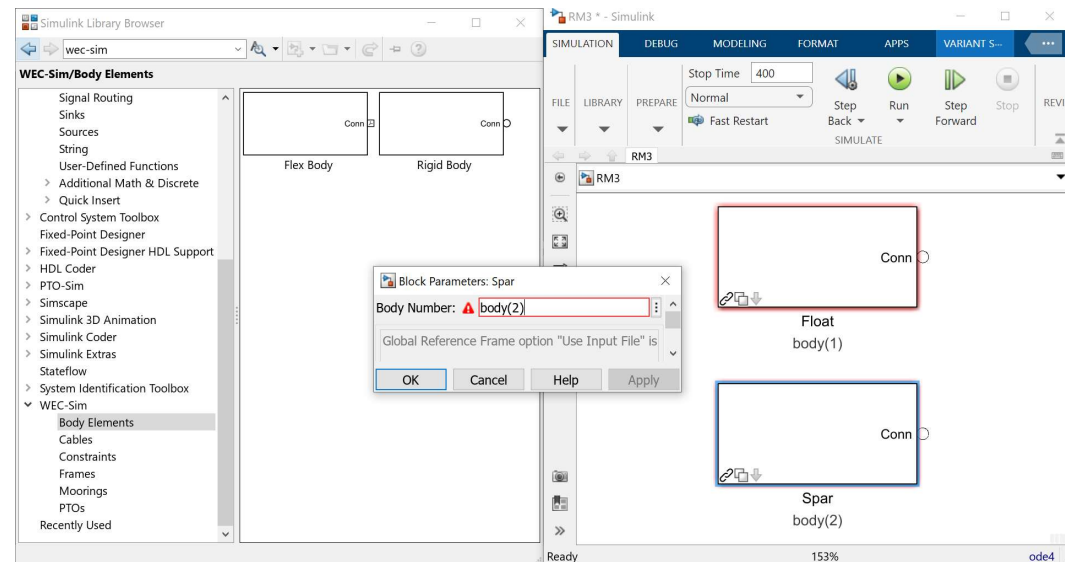 Simulink Library Browser
wec-sim
WEC-Sim/Body Elements
Signal Routing
Sinks
Sources
String
User-Defined Functions
Additional Math & Discrete
Quick Insert
Control System Toolbox
Fixed-Point Designer
Fixed-Point Designer HDL Support
HDL Coder
PTO-Sim
Simscape
Simulink 3D Animation
Simulink Coder
Simulink Extras
Stateflow
System Identification Toolbox
WEC-Sim
Body Elements
Cables
Constraints
Frames
Moorings
PTOs
Recently Used
Conn
Conn
Flex Body
Rigid Body
Block Parameters: Spar
Body Number: body(2)
Global Reference Frame option "Use Input File" is
OK Cancel Help Apply
RM3 * - Simulink
SIMULATION DEBUG MODELING FORMAT APPS VARIANT S...
FILE LIBRARY PREPARE
Stop Time 400
Normal
Fast Restart
Step Back
Run
Step Forward
Stop
SIMULATE
REVI
RM3
RM3
Conn
Float
body(1)
Conn
Spar
body(2)
Ready 153% ode4